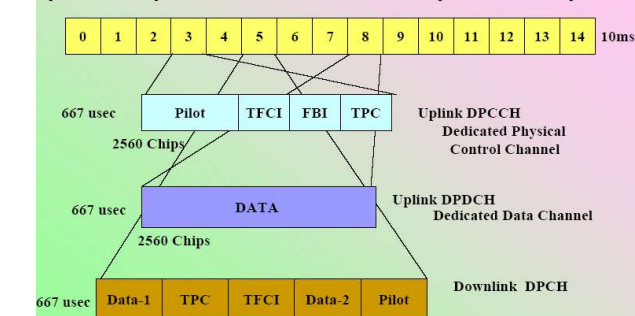 0 1 2 3 4 5 6 7 8 9 10 11 12 13 14 10ms
667 usec Pilot TFCI FBI TPC Uplink DPCCH
Dedicated Physical
Control Channel
2560 Chips
667 usec DATA Uplink DPDCH
Dedicated Data Channel
2560 Chips
Downlink DPCH
667 usec Data-1 TPC TFCI Data-2 Pilot